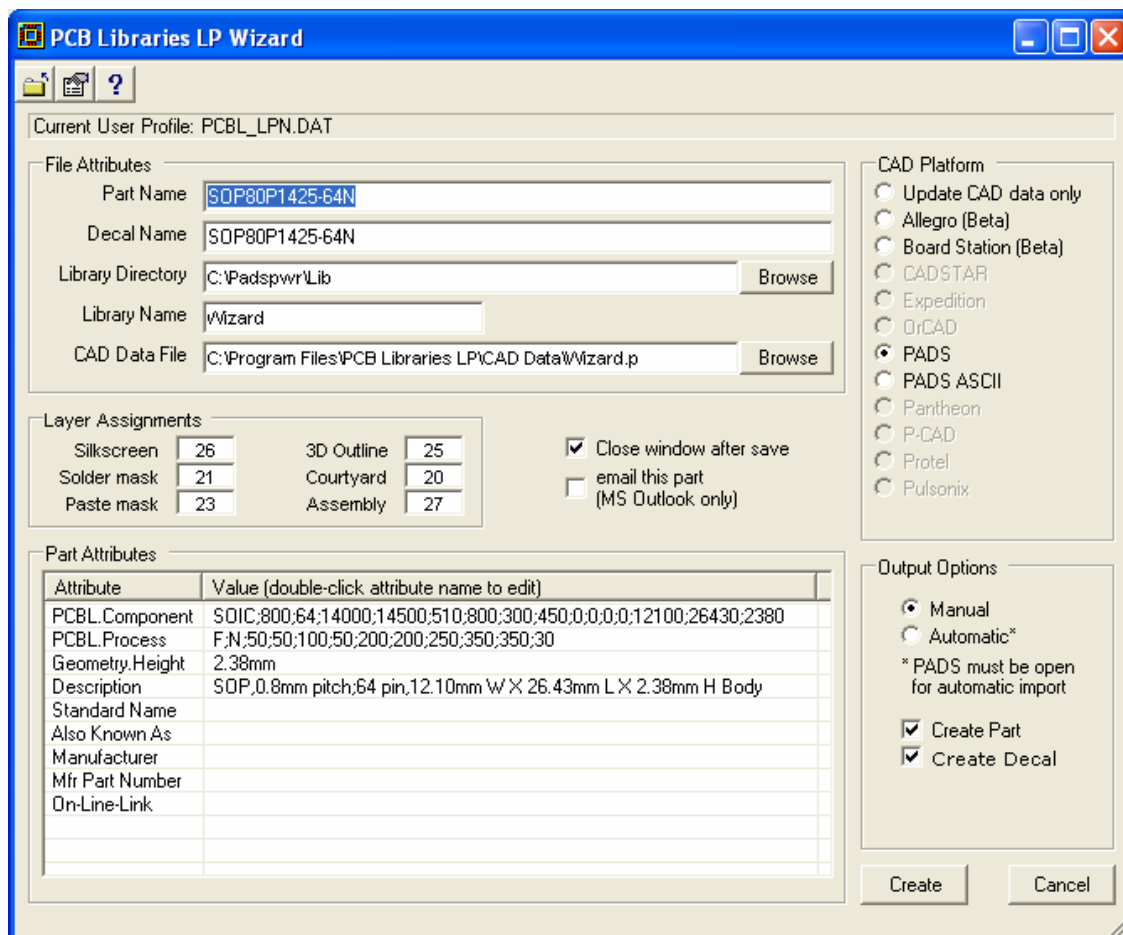 PCB Libraries LP Wizard
?
Current User Profile: PCBL_LPN.DAT
File Attributes
Part Name SOP80P1425-64N
Decal Name SOP80P1425-64N
Library Directory C:\Padspwr\Lib Browse
Library Name Wizard
CAD Data File C:\Program Files\PCB Libraries LP\CAD Data\Wizard.p Browse
CAD Platform
Update CAD data only
Allegro (Beta)
Board Station (Beta)
CADSTAR
Expedition
OrCAD
PADS
PADS ASCII
Pantheon
P-CAD
Protel
Pulsonix
Layer Assignments
Silkscreen 26 3D Outline 25
Solder mask 21 Courtyard 20
Paste mask 23 Assembly 27
Close window after save
email this part
(MS Outlook only)
Part Attributes
Attribute Value (double-click attribute name to edit)
PCBL.Component SOIC;800;64;14000;14500;510;800;300;450;0;0;0;0;12100;26430;2380
PCBL.Process F;N;50;50;100;50;200;200;250;350;350;30
Geometry.Height 2.38mm
Description SOP,0.8mm pitch;64 pin,12.10mm W X 26.43mm L X 2.38mm H Body
Standard Name
Also Known As
Manufacturer
Mfr Part Number
On-Line-Link
Output Options
Manual
Automatic*
* PADS must be open
for automatic import
Create Part
Create Decal
Create Cancel